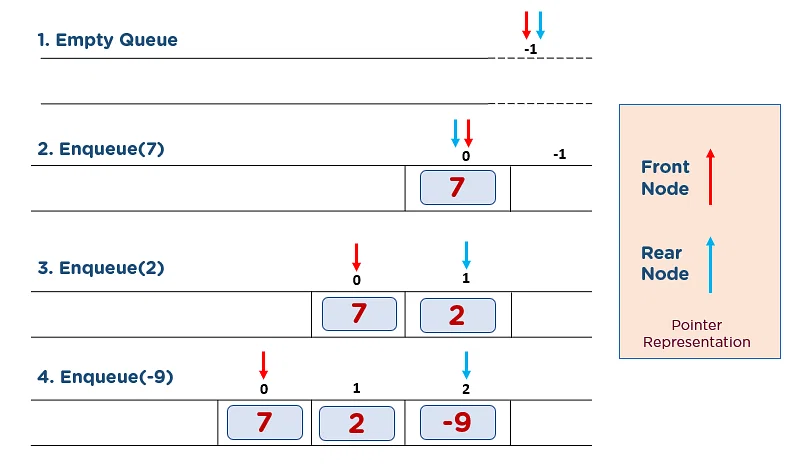 1. Empty Queue
-1
2. Enqueue(7)
0
-1
7
3. Enqueue(2)
0
1
7
2
4. Enqueue(-9)
0
1
2
7
2
-9
Front
Node
Rear
Node
Pointer
Representation